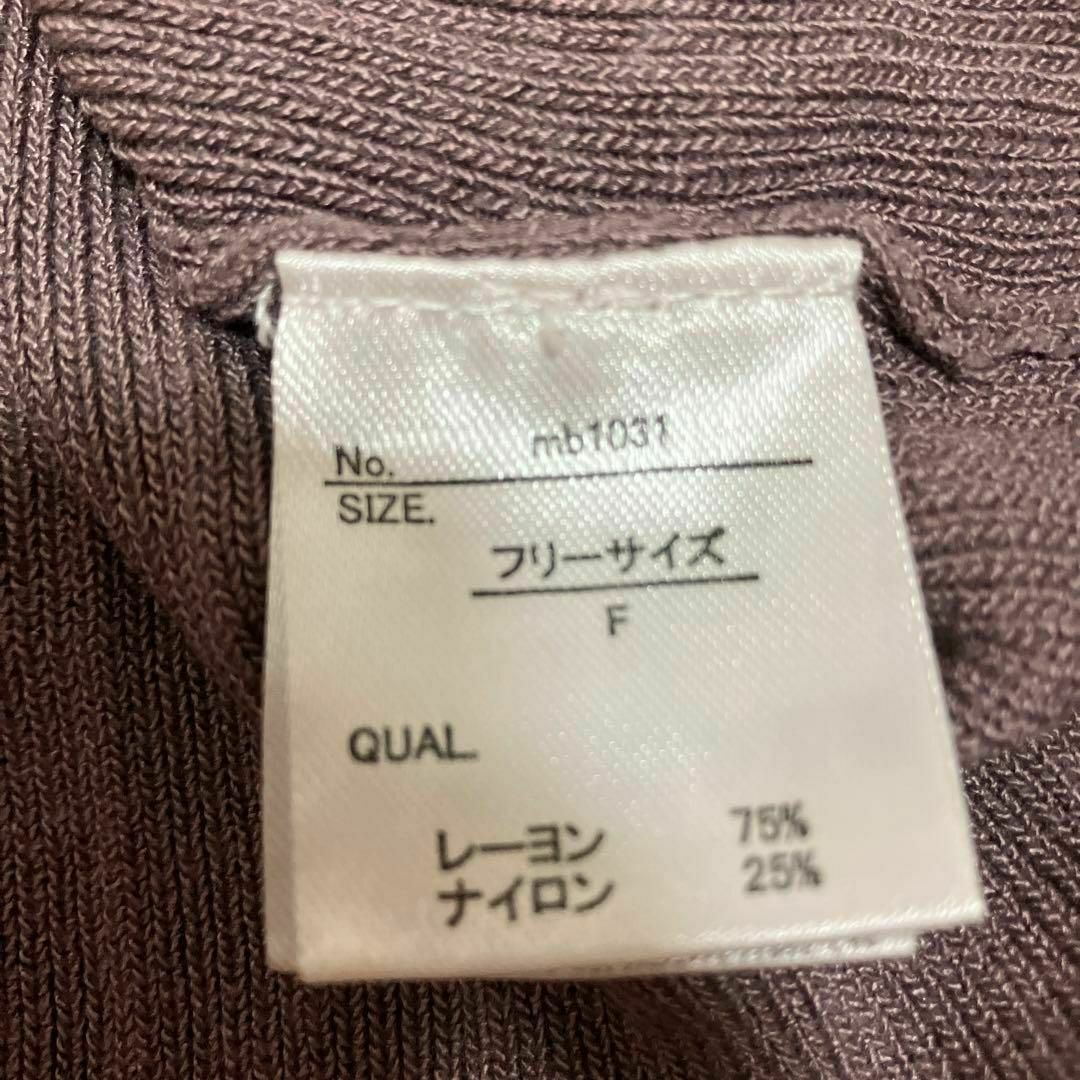 No. mb1031
SIZE.
フリーサイズ
F
QUAL.
レーヨン 75%
ナイロン 25%